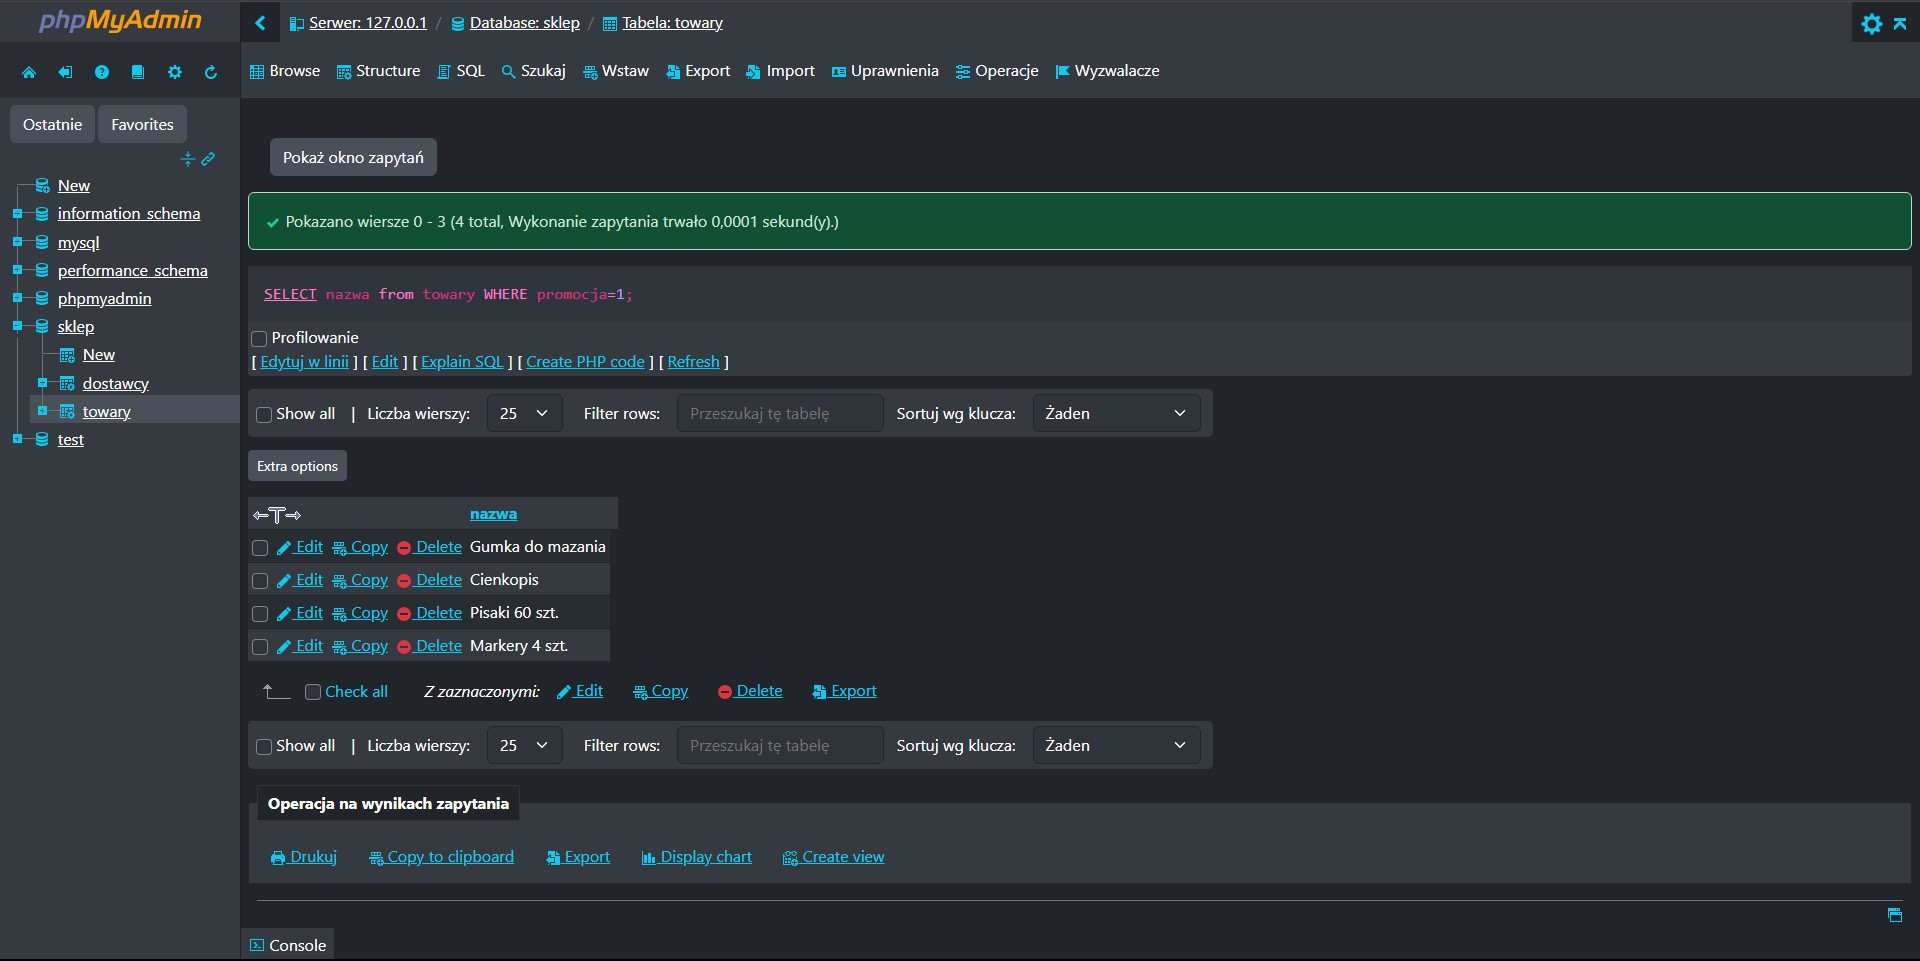 phpMyAdmin
Serwer: 127.0.0.1 / Database: sklep / Tabela: towary
Browse Structure SQL Szukaj Wstaw Export Import Uprawnienia Operacje Wyzwalacze
Ostatnie Favorites
New
information_schema
mysql
performance_schema
phpmyadmin
sklep
New
dostawcy
towary
test
Pokaż okno zapytań
Pokazano wiersze 0 - 3 (4 total, Wykonanie zapytania trwało 0,0001 sekund(y).)
SELECT nazwa from towary WHERE promocja=1;
Profilowanie
[ Edytuj w linii ] [ Edit ] [ Explain SQL ] [ Create PHP code ] [ Refresh ]
Show all | Liczba wierszy: 25 Filter rows: Przeszukaj tę tabelę Sortuj wg klucza: Żaden
Extra options
nazwa
Edit Copy Delete Gumka do mazania
Edit Copy Delete Cienkopis
Edit Copy Delete Pisaki 60 szt.
Edit Copy Delete Markery 4 szt.
Check all Z zaznaczonymi: Edit Copy Delete Export
Show all | Liczba wierszy: 25 Filter rows: Przeszukaj tę tabelę Sortuj wg klucza: Żaden
Operacja na wynikach zapytania
Drukuj Copy to clipboard Export Display chart Create view
Console